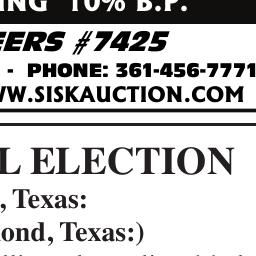 ING 10% B.P.
EERS #7425
- PHONE: 361-456-7771
WW.SISKAUCTION.COM
L ELECTION
, Texas:
ond, Texas:)